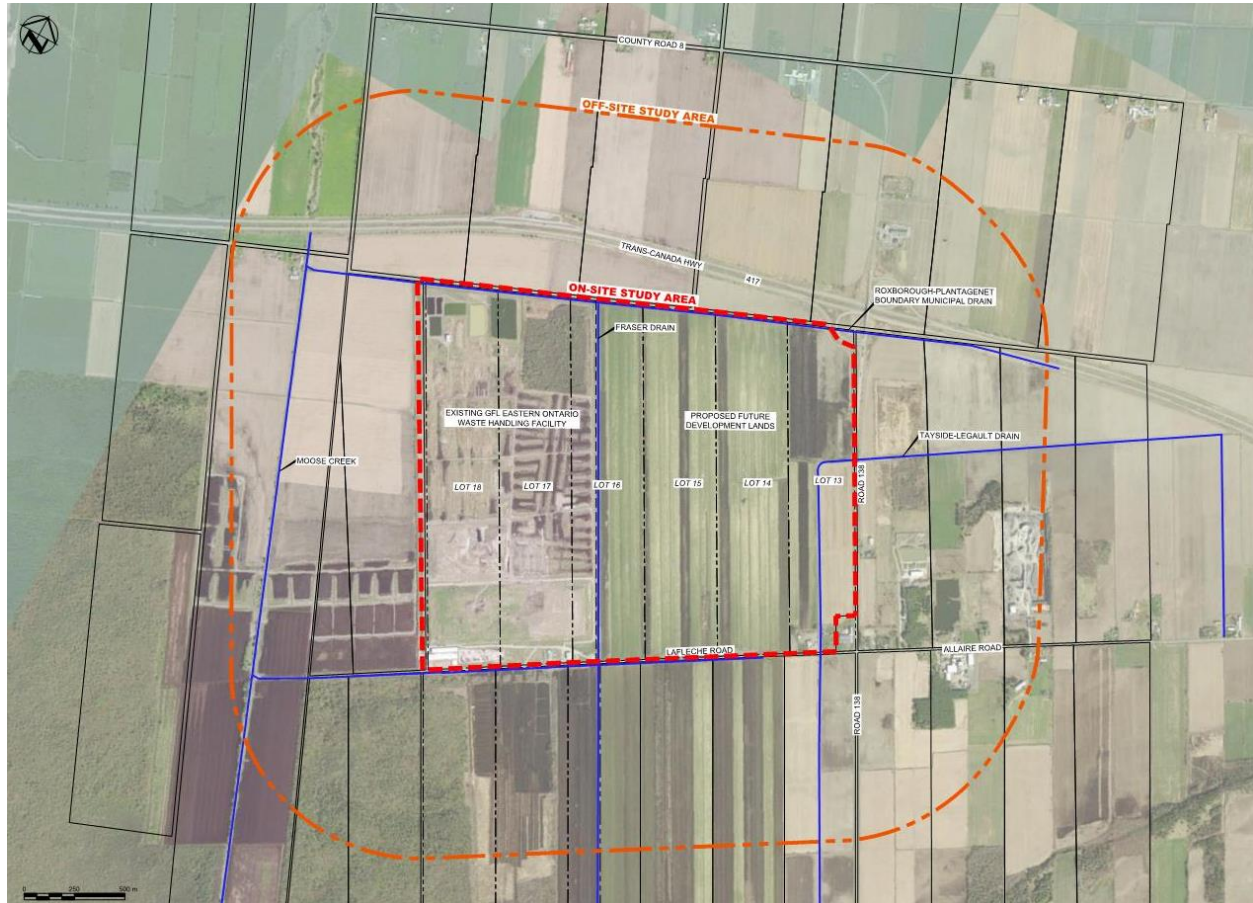 N
COUNTY ROAD 8
OFF-SITE STUDY AREA
TRANS-CANADA HWY
417
ON-SITE STUDY AREA
ROXBOROUGH-PLANTAGENET
BOUNDARY MUNICIPAL DRAIN
FRASER DRAIN
EXISTING GFL EASTERN ONTARIO
WASTE HANDLING FACILITY
PROPOSED FUTURE
DEVELOPMENT LANDS
TAYSIDE-LEGAULT DRAIN
MOOSE CREEK
LOT 18
LOT 17
LOT 16
LOT 15
LOT 14
LOT 13
ROAD 138
LAFLECHE ROAD
ALLAIRE ROAD
ROAD 138
0 250 500 m